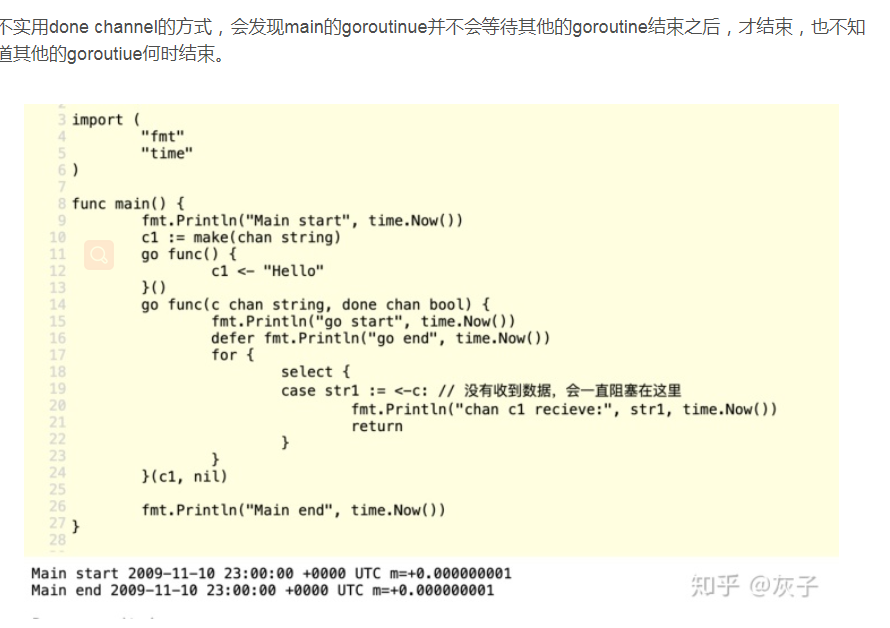 不实用done channel的方式，会发现main的goroutinue并不会等待其他的goroutine结束之后，才结束，也不知
道其他的goroutiue何时结束。
3 import (
4 "fmt"
5 "time"
6 )
7
8 func main() {
9 fmt.Println("Main start", time.Now())
10 c1 := make(chan string)
11 go func() {
12 c1 <- "Hello"
13 }()
14 go func(c chan string, done chan bool) {
15 fmt.Println("go start", time.Now())
16 defer fmt.Println("go end", time.Now())
17 for {
18 select {
19 case str1 := <-c: // 没有收到数据，会一直阻塞在这里
20 fmt.Println("chan c1 recieve:", str1, time.Now())
21 return
22 }
23 }
24 }(c1, nil)
25
26 fmt.Println("Main end", time.Now())
27 }
28
Main start 2009-11-10 23:00:00 +0000 UTC m=+0.000000001
Main end 2009-11-10 23:00:00 +0000 UTC m=+0.000000001
知乎 @灰子